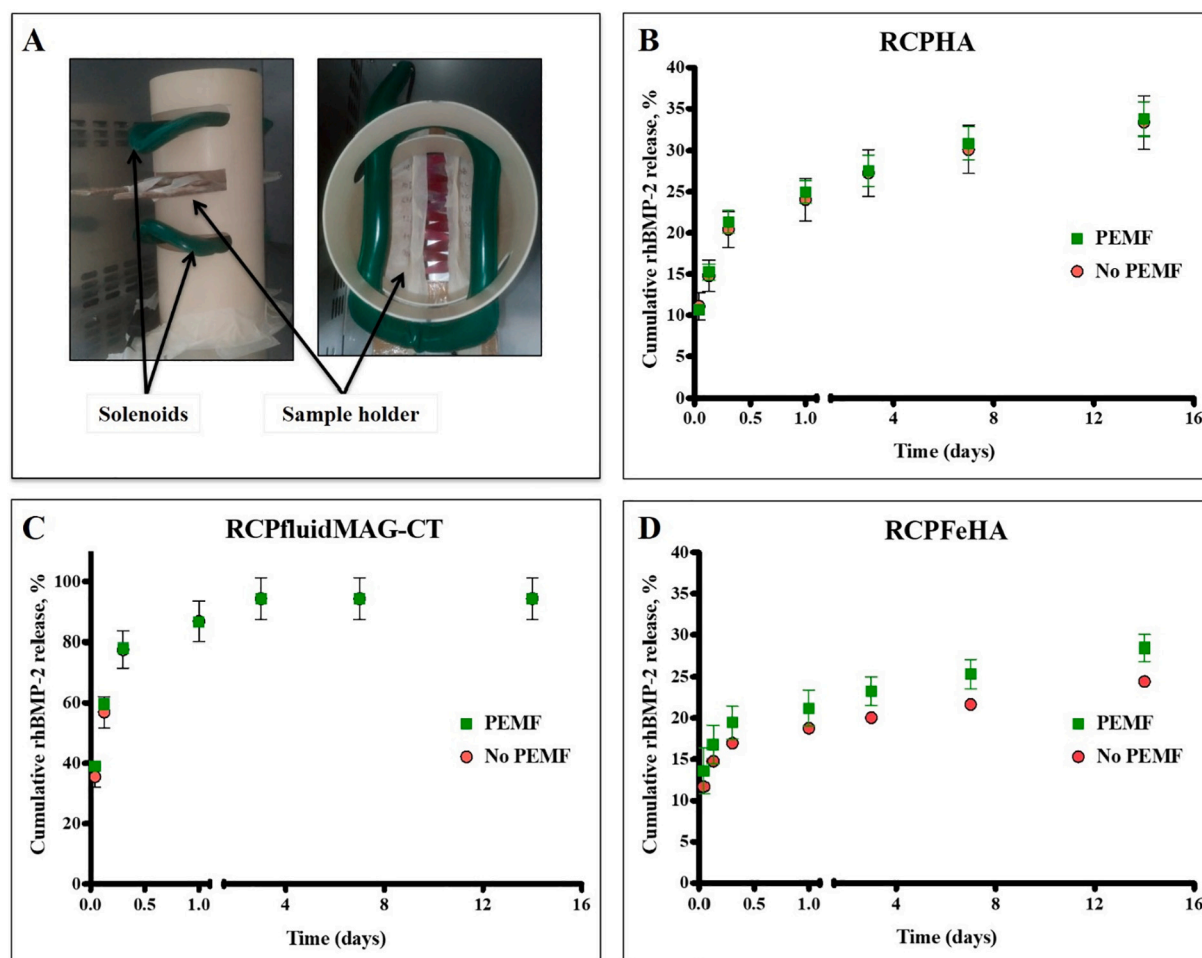 A
Solenoids
Sample holder
B
RCPHA
Cumulative rhBMP-2 release, %
40
35
30
25
20
15
10
5
0
PEMF
No PEMF
0.0 0.5 1.0 4 8 12 16
Time (days)
C
RCPfluidMAG-CT
Cumulative rhBMP-2 release, %
100
80
60
40
20
0
PEMF
No PEMF
0.0 0.5 1.0 4 8 12 16
Time (days)
D
RCPFeHA
Cumulative rhBMP-2 release, %
40
35
30
25
20
15
10
5
0
PEMF
No PEMF
0.0 0.5 1.0 4 8 12 16
Time (days)